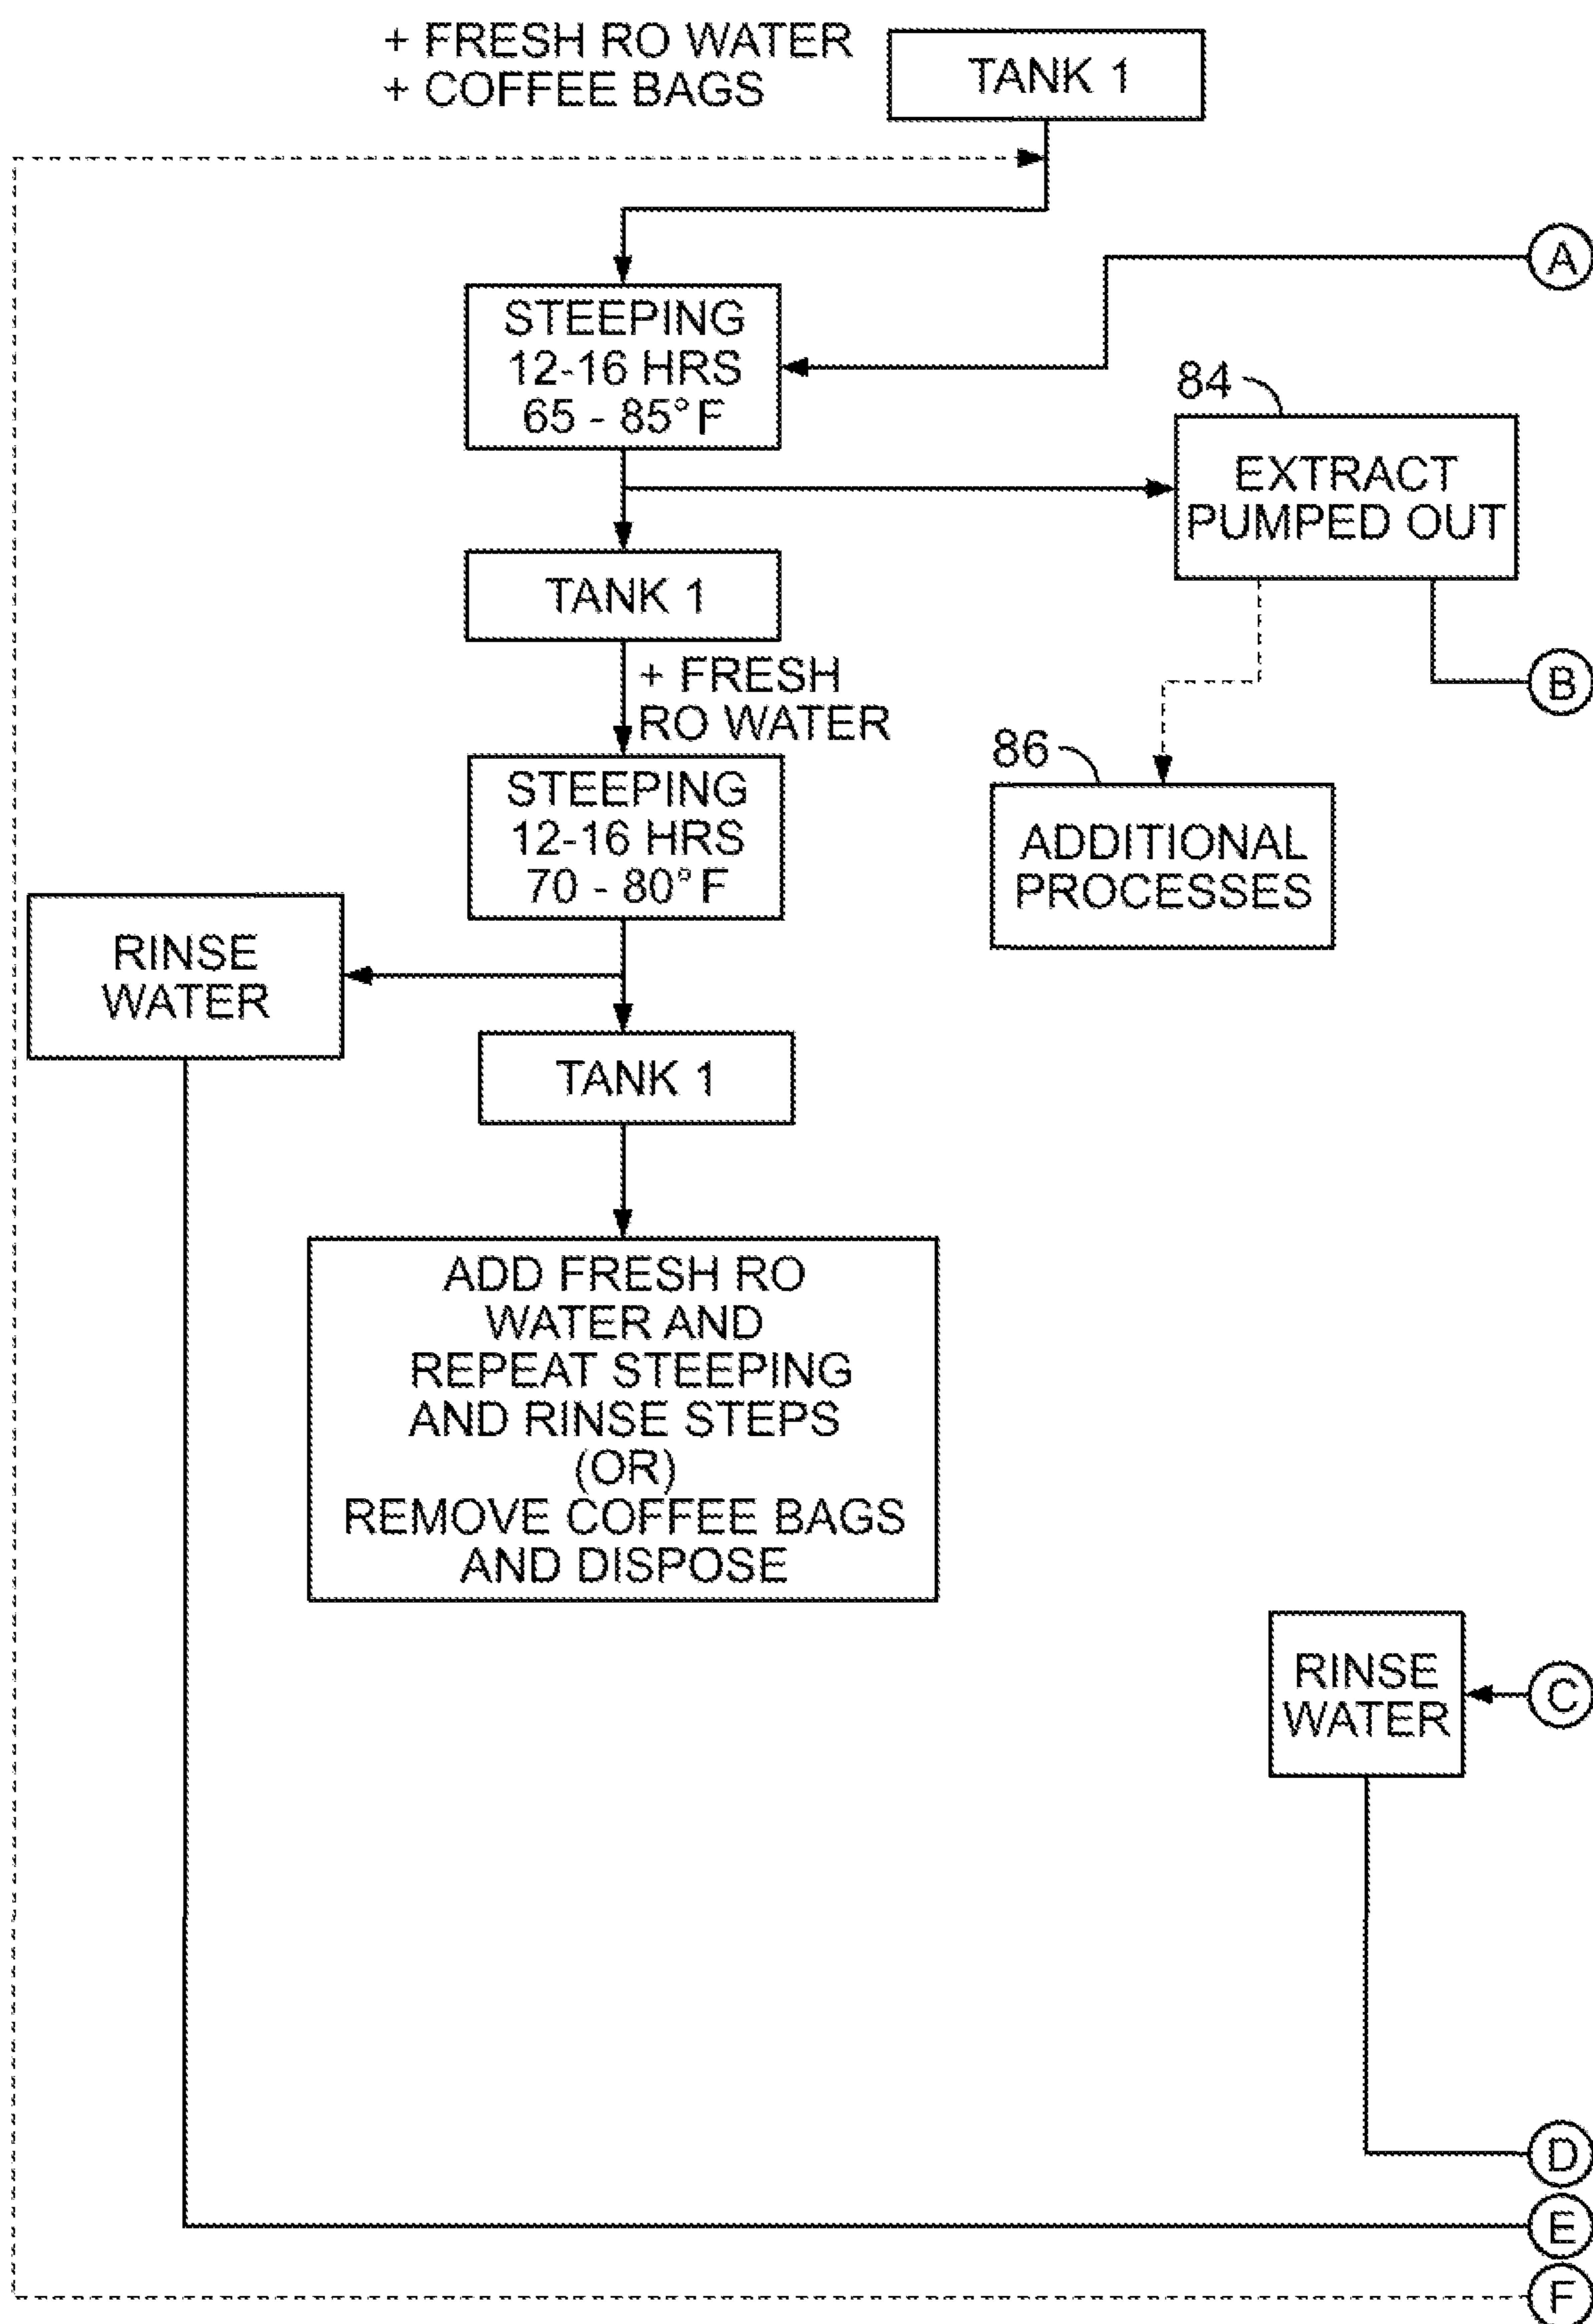 + FRESH RO WATER
+ COFFEE BAGS
TANK 1
A
STEEPING
12-16 HRS
65 - 85°F
84
EXTRACT
PUMPED OUT
TANK 1
+ FRESH
RO WATER
B
86
STEEPING
12-16 HRS
70 - 80°F
ADDITIONAL
PROCESSES
RINSE
WATER
TANK 1
ADD FRESH RO
WATER AND
REPEAT STEEPING
AND RINSE STEPS
(OR)
REMOVE COFFEE BAGS
AND DISPOSE
RINSE
WATER
C
D
E
F